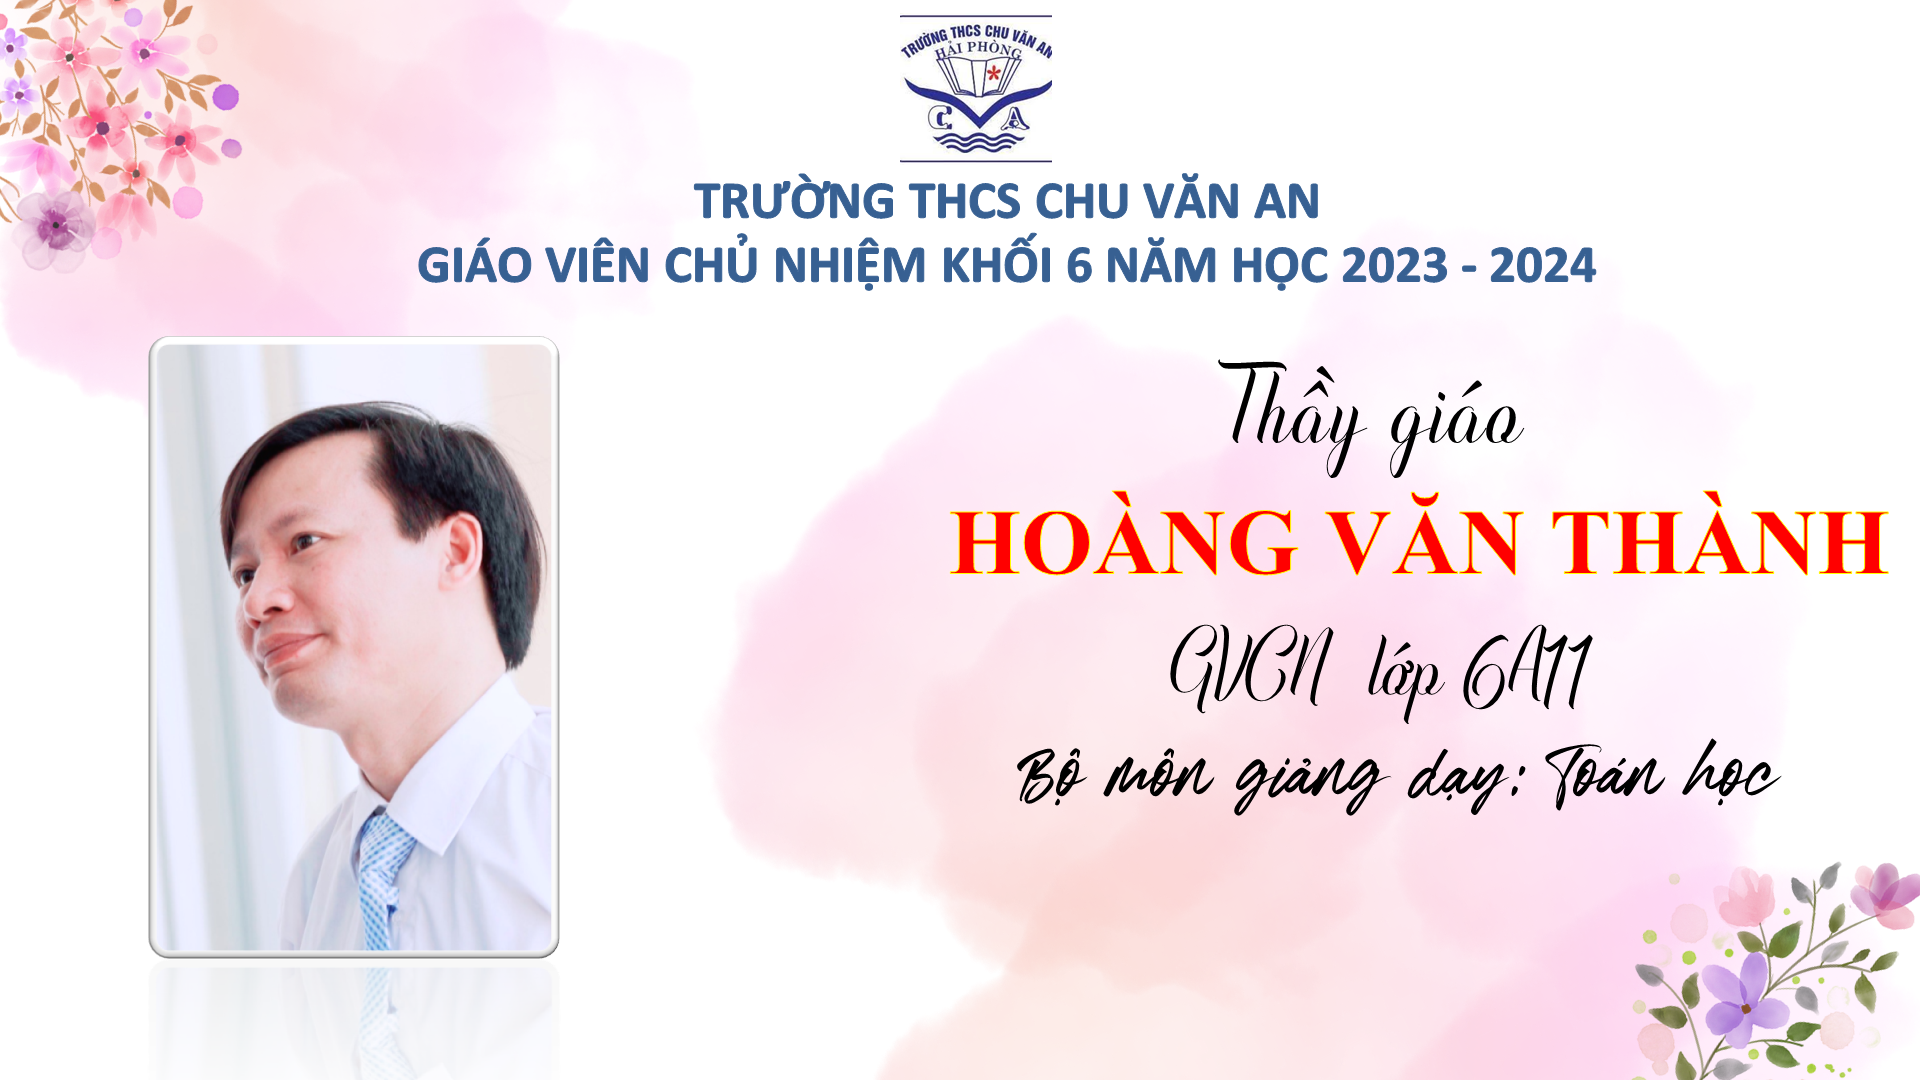 TRƯỜNG THCS CHU VĂN AN
HẢI PHÒNG
C A
TRƯỜNG THCS CHU VĂN AN
GIÁO VIÊN CHỦ NHIỆM KHỐI 6 NĂM HỌC 2023 - 2024
Thầy giáo
HOÀNG VĂN THÀNH
GVCN lớp 6A11
Bộ môn giảng dạy: Toán học